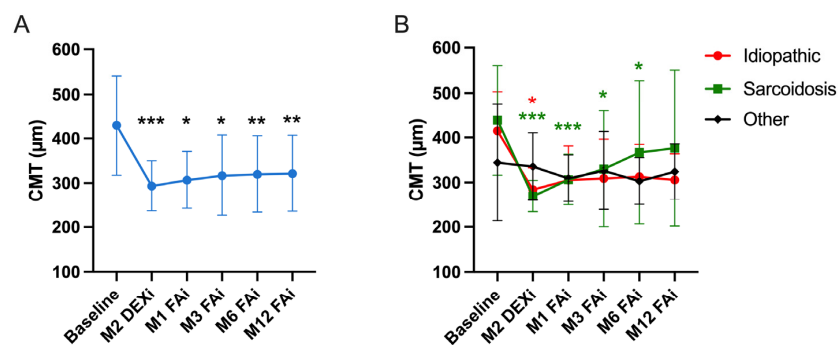 A
CMT (µm)
600
500
400
300
200
100
*** * * ** **
Baseline
M2 DEXi
M1 FAi
M3 FAi
M6 FAi
M12 FAi
B
CMT (µm)
600
500
400
300
200
100
*
*** *** * *
Baseline
M2 DEXi
M1 FAi
M3 FAi
M6 FAi
M12 FAi
Idiopathic
Sarcoidosis
Other